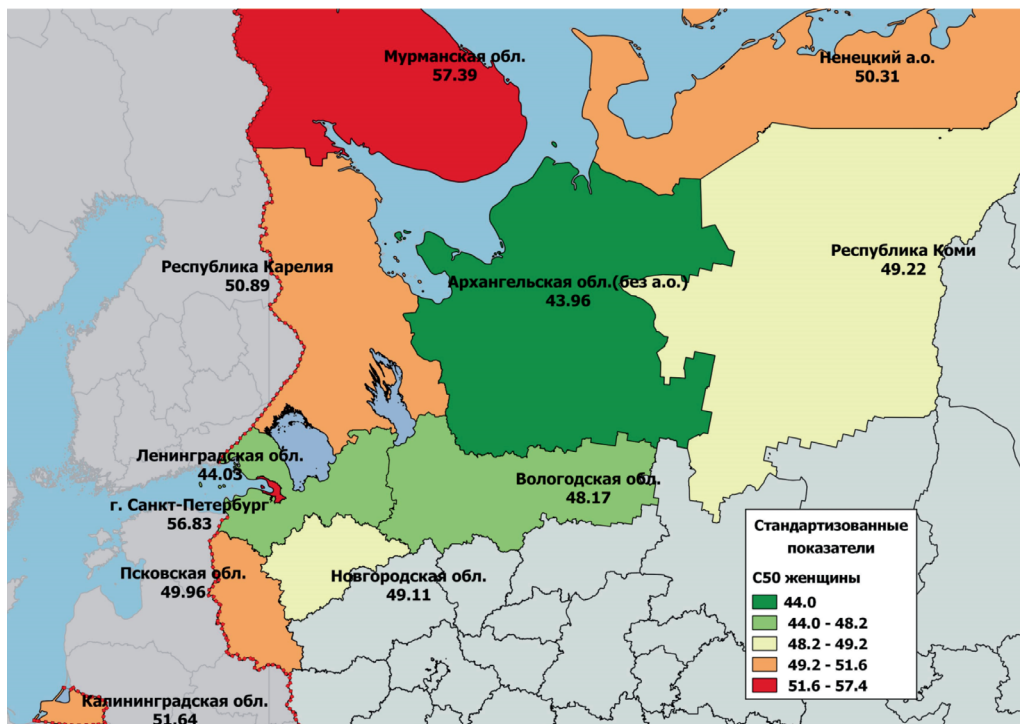 Мурманская обл.
57.39
Ненецкий а.о.
50.31
Республика Карелия
50.89
Архангельская обл.(без а.о.)
43.96
Республика Коми
49.22
Ленинградская обл.
44.03
Вологодская обл.
48.17
г. Санкт-Петербург
56.83
Псковская обл.
49.96
Новгородская обл.
49.11
Калининградская обл.
51.64
Стандартизованные
показатели
С50 женщины
44.0
44.0 - 48.2
48.2 - 49.2
49.2 - 51.6
51.6 - 57.4